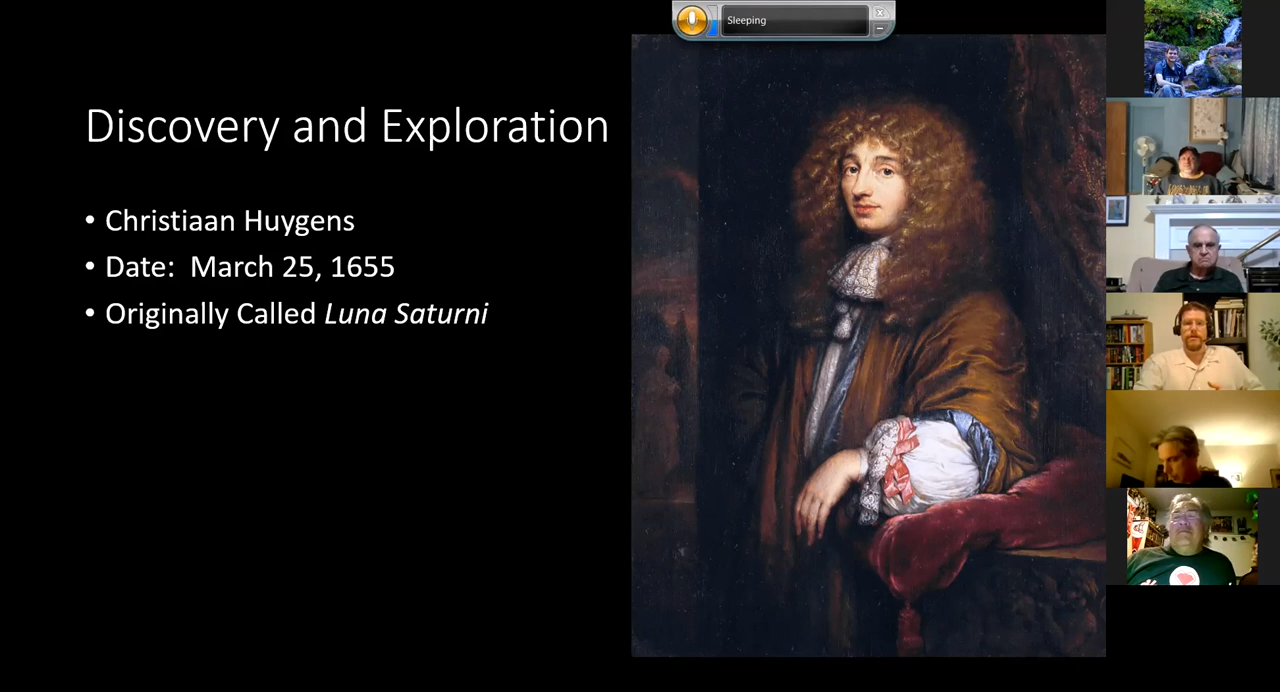 Sleeping
Discovery and Exploration
• Christiaan Huygens
• Date: March 25, 1655
• Originally Called Luna Saturni